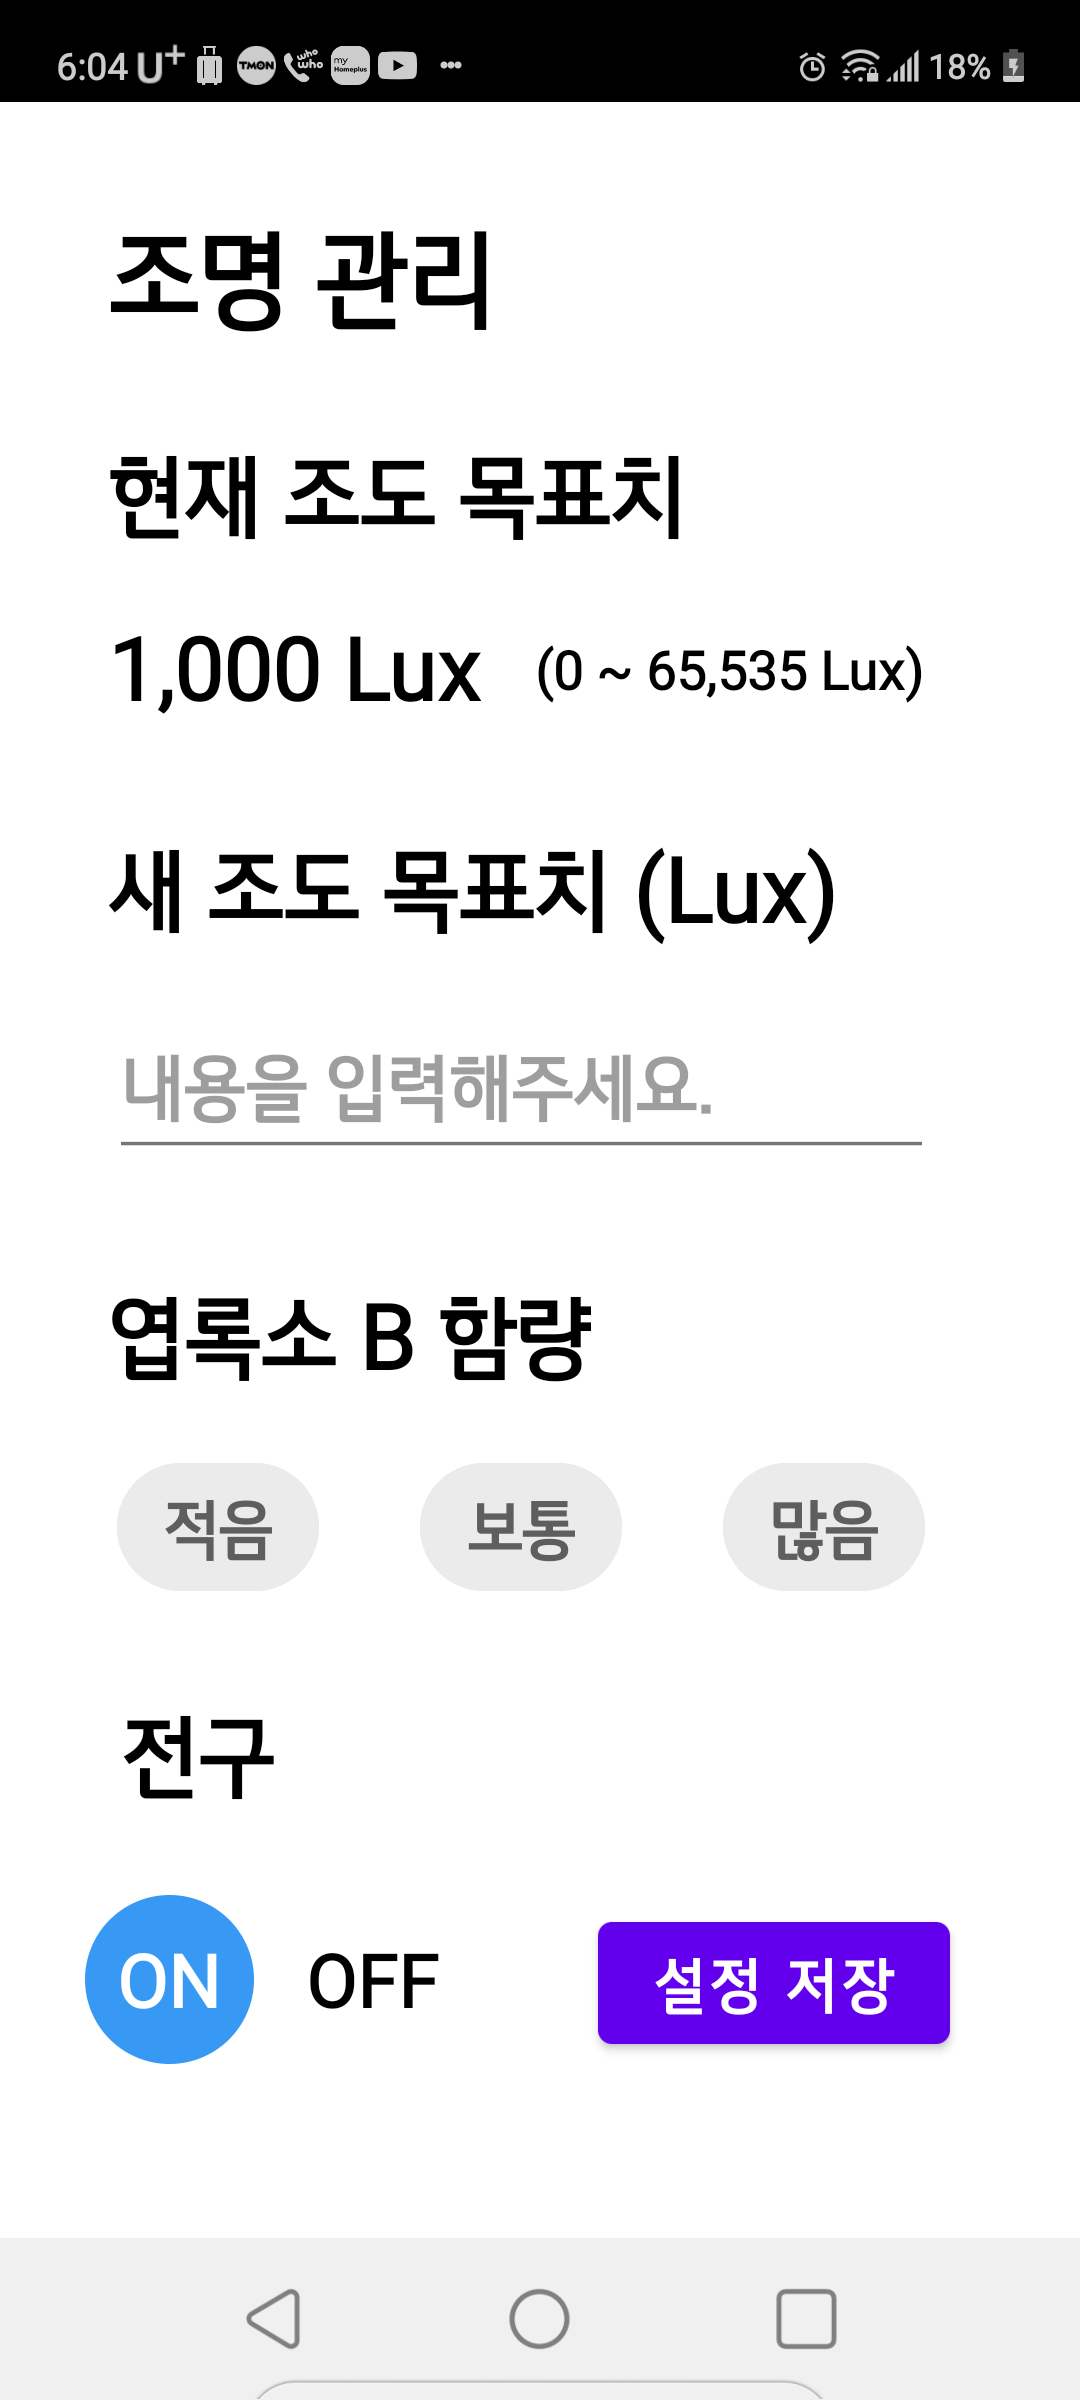 6:04 U+ TMON who who my Homeplus 18%
조명 관리
현재 조도 목표치
1,000 Lux (0 ~ 65,535 Lux)
새 조도 목표치 (Lux)
내용을 입력해주세요.
엽록소 B 함량
적음 보통 많음
전구
ON OFF 설정 저장